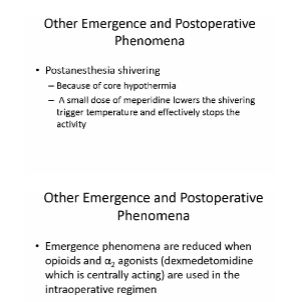 Other Emergence and Postoperative
Phenomena
• Postanesthesia shivering
– Because of core hypothermia
– A small dose of meperidine lowers the shivering
trigger temperature and effectively stops the
activity
Other Emergence and Postoperative
Phenomena
• Emergence phenomena are reduced when
opioids and α₂ agonists (dexmedetomidine
which is centrally acting) are used in the
intraoperative regimen